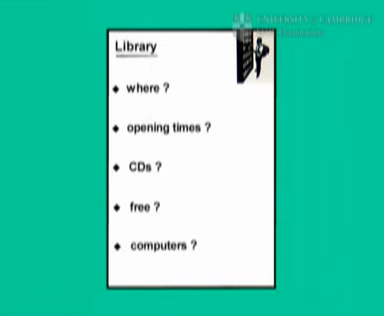 UNIVERSITY of CAMBRIDGE
Library
where ?
opening times ?
CDs ?
free ?
computers ?